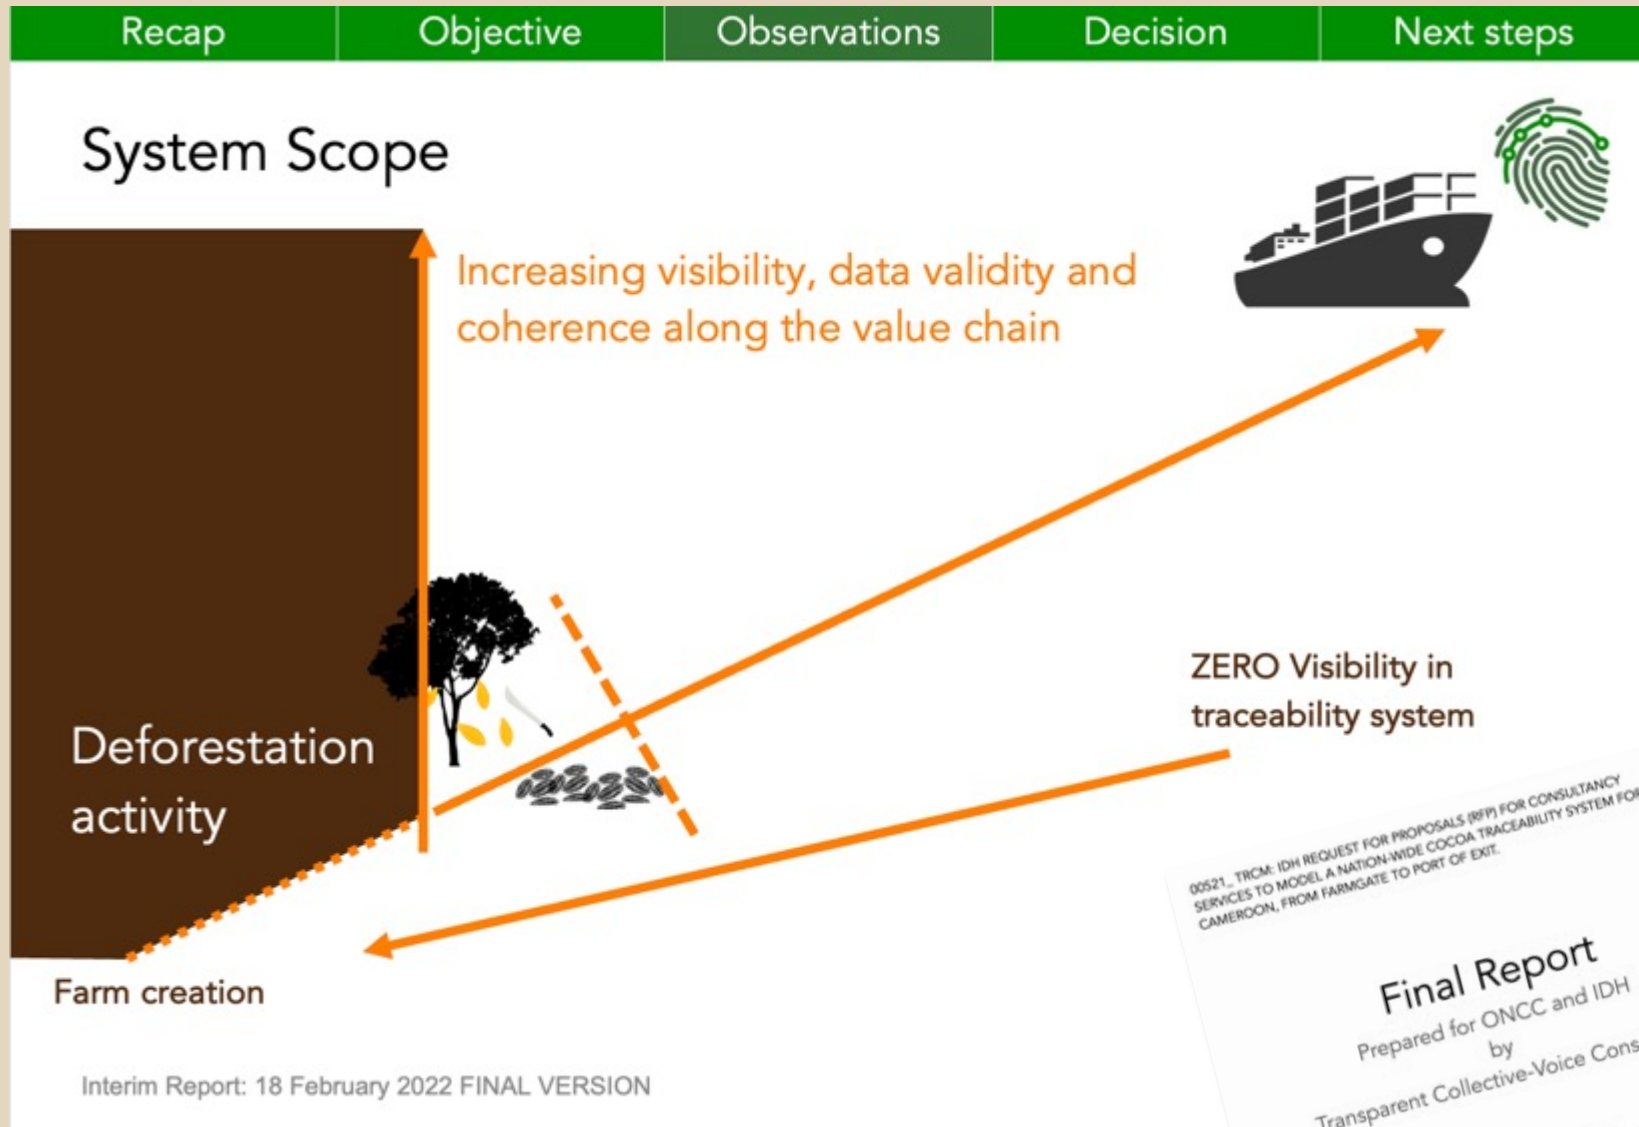 Recap Objective Observations Decision Next steps
System Scope
Increasing visibility, data validity and
coherence along the value chain
ZERO Visibility in
traceability system
Deforestation
activity
Farm creation
00521_ TRCM: IDH REQUEST FOR PROPOSALS (RFP) FOR CONSULTANCY
SERVICES TO MODEL A NATION-WIDE COCOA TRACEABILITY SYSTEM FOR
CAMEROON, FROM FARMGATE TO PORT OF EXIT.
Final Report
Prepared for ONCC and IDH
by
Transparent Collective-Voice Cons
Interim Report: 18 February 2022 FINAL VERSION